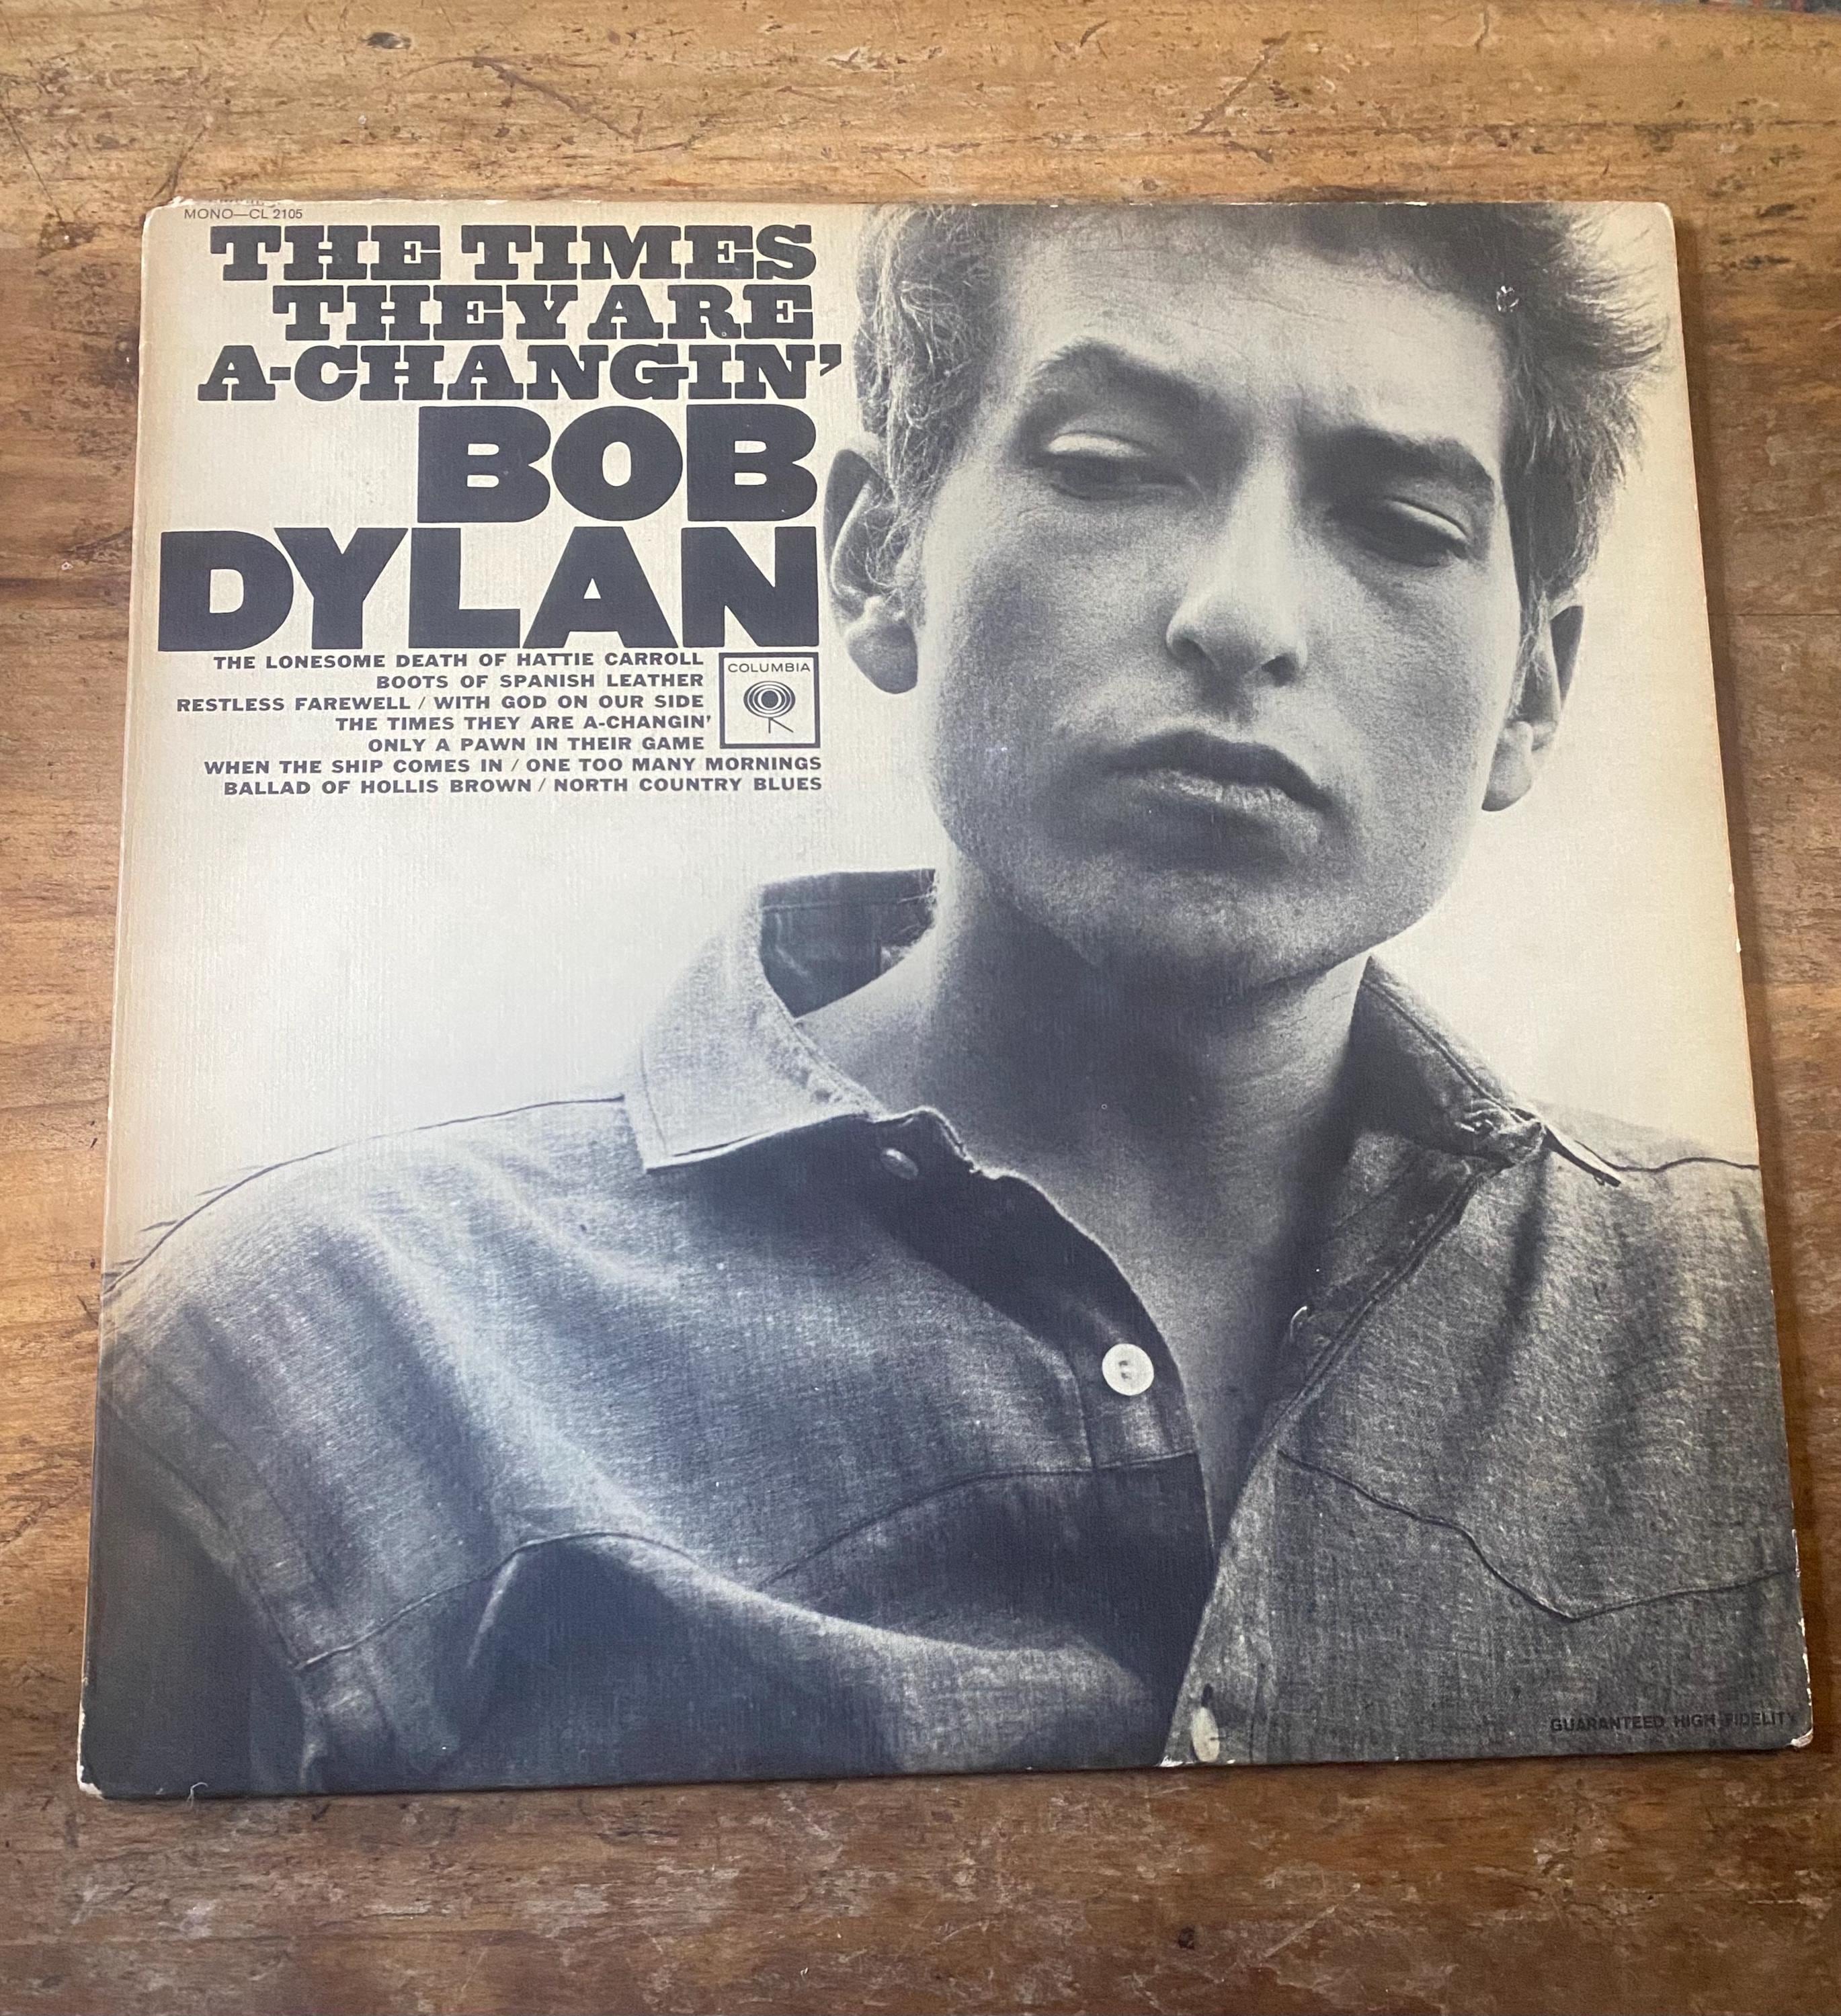 MONO—CL 2105
THE TIMES
THEY ARE
A-CHANGIN'
BOB
DYLAN
THE LONESOME DEATH OF HATTIE CARROLL
BOOTS OF SPANISH LEATHER
RESTLESS FAREWELL / WITH GOD ON OUR SIDE
THE TIMES THEY ARE A-CHANGIN'
ONLY A PAWN IN THEIR GAME
WHEN THE SHIP COMES IN / ONE TOO MANY MORNINGS
BALLAD OF HOLLIS BROWN / NORTH COUNTRY BLUES
COLUMBIA
GUARANTEED HIGH FIDELITY